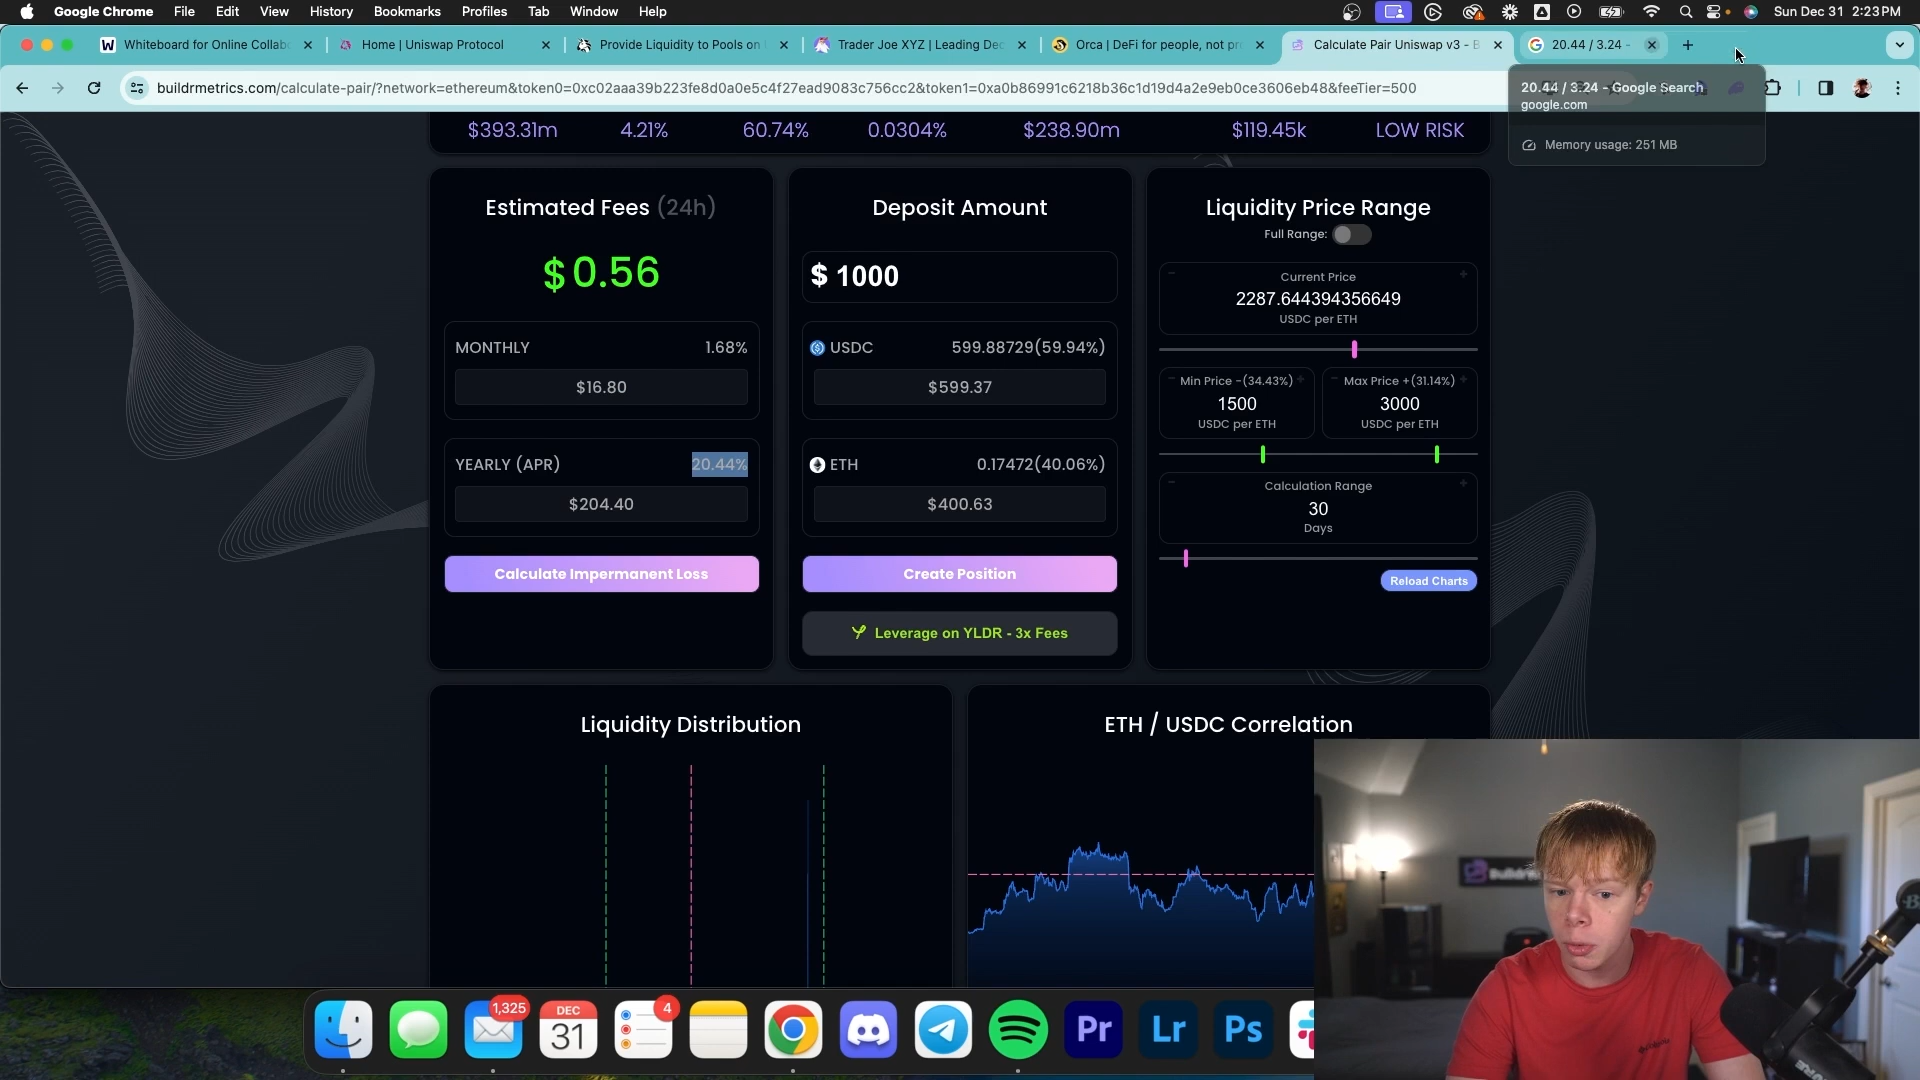 Google Chrome File Edit View History Bookmarks Profiles Tab Window Help Sun Dec 31 2:23 PM
Whiteboard for Online Collabo Home | Uniswap Protocol Provide Liquidity to Pools on Trader Joe XYZ | Leading Dec Orca | DeFi for people, not pr Calculate Pair Uniswap v3 - B 20.44 / 3.24 -
buildrmetrics.com/calculate-pair/?network=ethereum&token0=0xc02aaa39b223fe8d0a0e5c4f27ead9083c756cc2&token1=0xa0b86991c6218b36c1d19d4a2e9eb0ce3606eb48&feeTier=500
20.44 / 3.24 - Google Search
google.com
Memory usage: 251 MB
$393.31m 4.21% 60.74% 0.0304% $238.90m $119.45k LOW RISK
Estimated Fees (24h)
$0.56
MONTHLY 1.68%
$16.80
YEARLY (APR) 20.44%
$204.40
Calculate Impermanent Loss
Deposit Amount
$ 1000
USDC 599.88729(59.94%)
$599.37
ETH 0.17472(40.06%)
$400.63
Create Position
Leverage on YLDR - 3x Fees
Liquidity Price Range
Full Range:
Current Price
2287.644394356649
USDC per ETH
Min Price -(34.43%) Max Price +(31.14%)
1500 3000
USDC per ETH USDC per ETH
Calculation Range
30
Days
Reload Charts
Liquidity Distribution
ETH / USDC Correlation
1,325
DEC
31
4
Pr
Lr
Ps